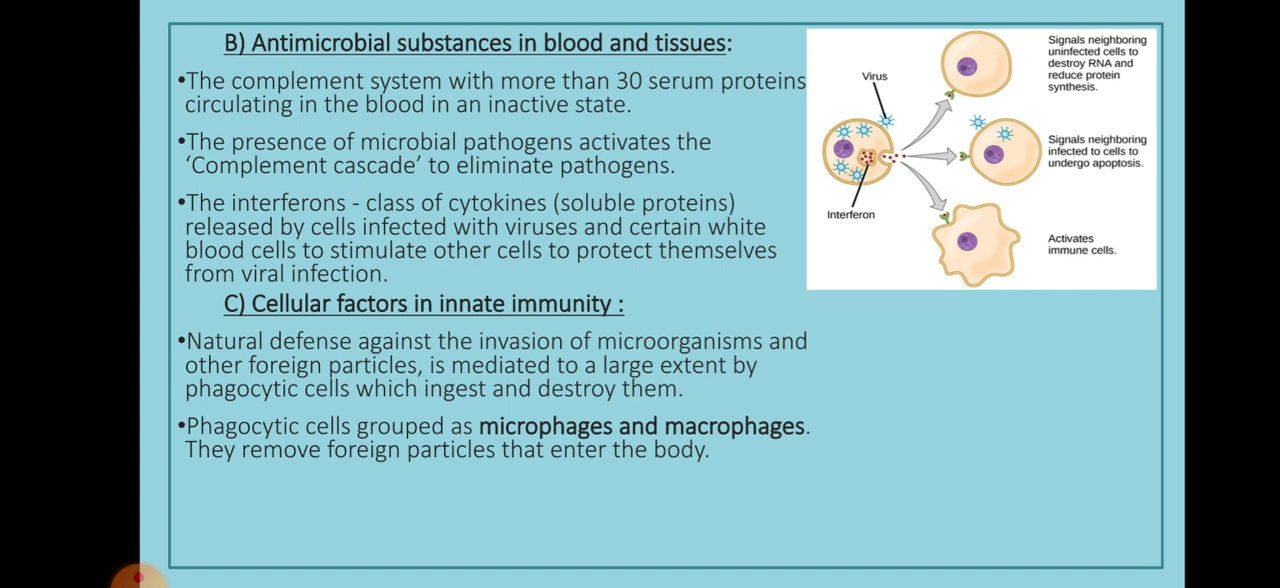 B) Antimicrobial substances in blood and tissues:
•The complement system with more than 30 serum proteins
circulating in the blood in an inactive state.
•The presence of microbial pathogens activates the
‘Complement cascade’ to eliminate pathogens.
•The interferons - class of cytokines (soluble proteins)
released by cells infected with viruses and certain white
blood cells to stimulate other cells to protect themselves
from viral infection.
C) Cellular factors in innate immunity :
•Natural defense against the invasion of microorganisms and
other foreign particles, is mediated to a large extent by
phagocytic cells which ingest and destroy them.
•Phagocytic cells grouped as microphages and macrophages.
They remove foreign particles that enter the body.
Virus
Interferon
Signals neighboring
uninfected cells to
destroy RNA and
reduce protein
synthesis.
Signals neighboring
infected to cells to
undergo apoptosis.
Activates
immune cells.